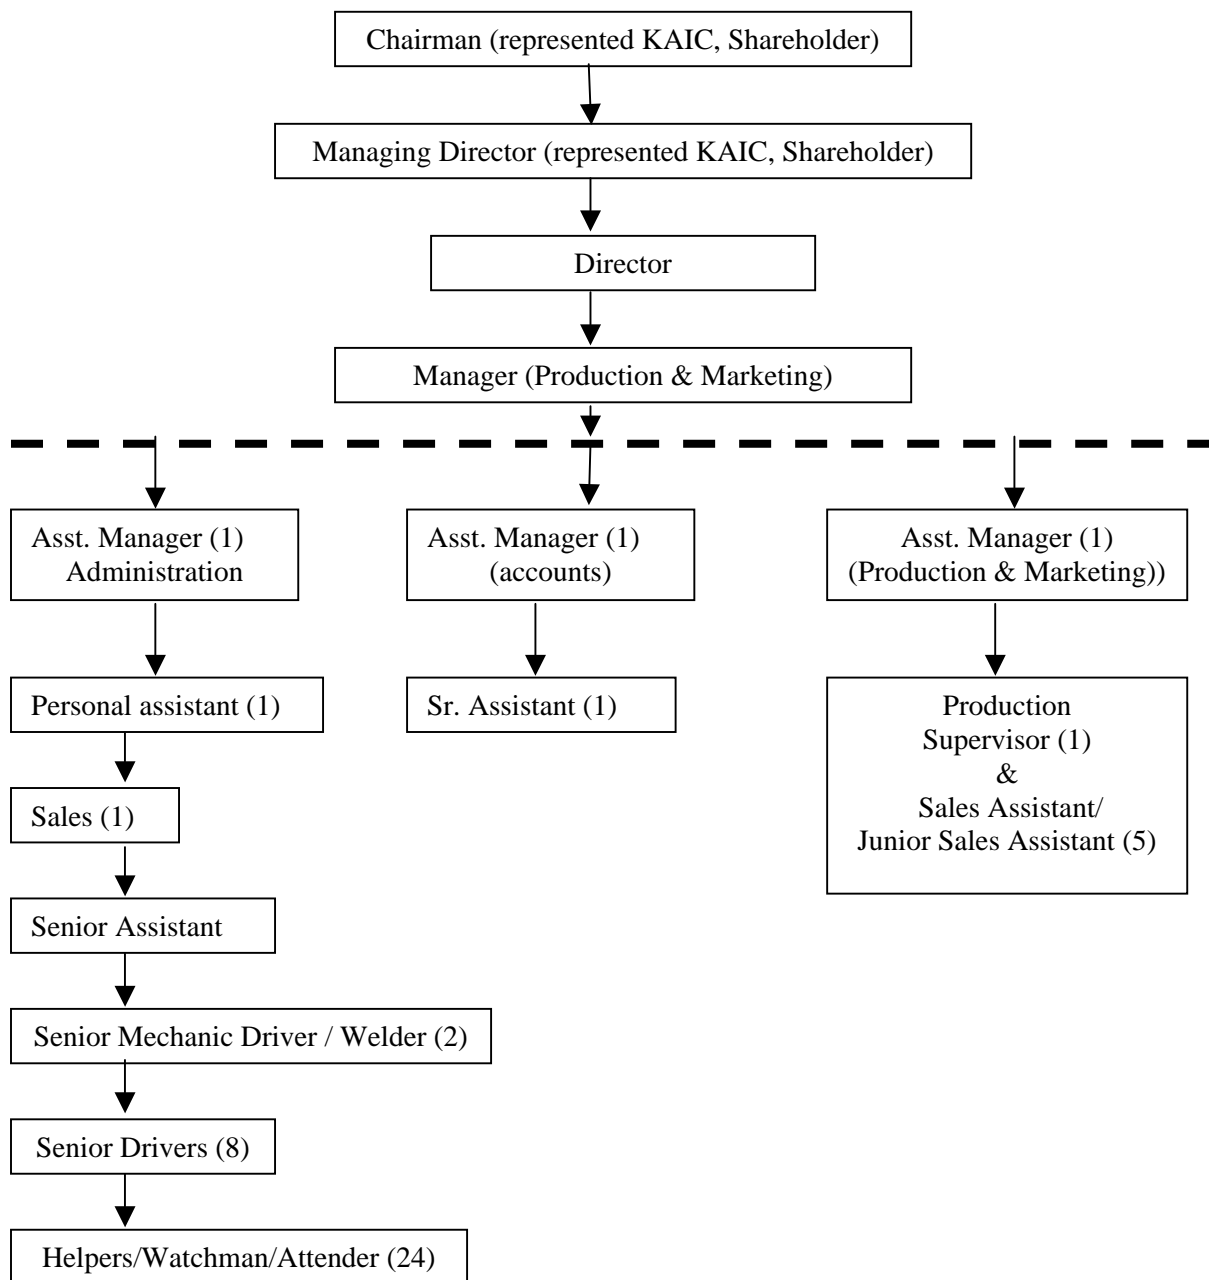 Chairman (represented KAIC, Shareholder)
Managing Director (represented KAIC, Shareholder)
Director
Manager (Production & Marketing)
Asst. Manager (1)
Administration
Asst. Manager (1)
(accounts)
Asst. Manager (1)
(Production & Marketing))
Personal assistant (1)
Sr. Assistant (1)
Production
Supervisor (1)
&
Sales Assistant/
Junior Sales Assistant (5)
Sales (1)
Senior Assistant
Senior Mechanic Driver / Welder (2)
Senior Drivers (8)
Helpers/Watchman/Attender (24)